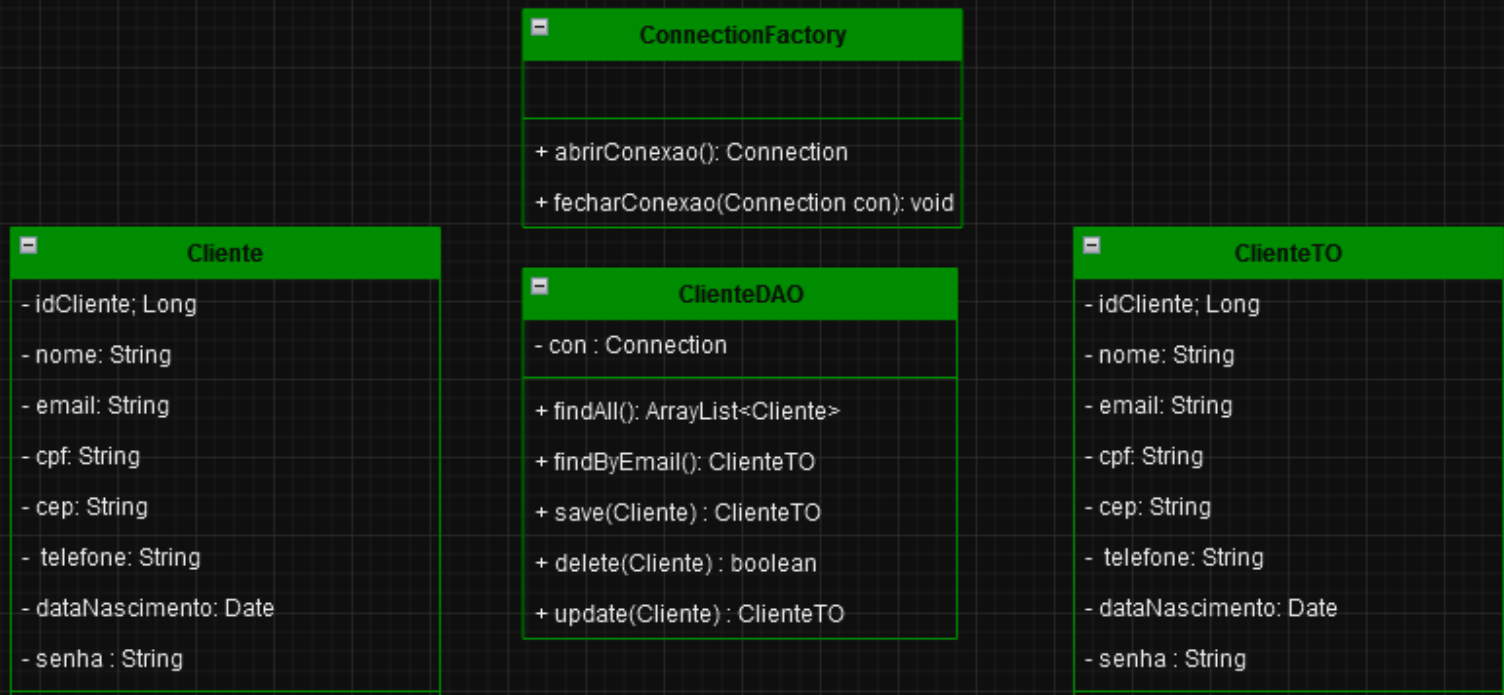 ConnectionFactory
+ abrirConexao(): Connection
+ fecharConexao(Connection con): void
Cliente
- idCliente; Long
- nome: String
- email: String
- cpf: String
- cep: String
- telefone: String
- dataNascimento: Date
- senha : String
ClienteDAO
- con : Connection
+ findAll(): ArrayList<Cliente>
+ findByEmail(): ClienteTO
+ save(Cliente) : ClienteTO
+ delete(Cliente) : boolean
+ update(Cliente) : ClienteTO
ClienteTO
- idCliente; Long
- nome: String
- email: String
- cpf: String
- cep: String
- telefone: String
- dataNascimento: Date
- senha : String